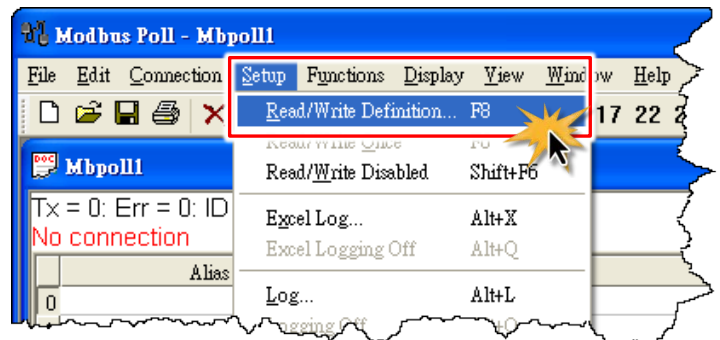 Modbus Poll - Mbpoll1
File Edit Connection Setup Functions Display View Window Help
17 22
Read/Write Definition... F8
Read/Write Once F6
Mbpoll1
Read/Write Disabled Shift+F6
Tx = 0: Err = 0: ID
No connection
Excel Log... Alt+X
Excel Logging Off Alt+Q
Alias
0
Log... Alt+L
Logging Off